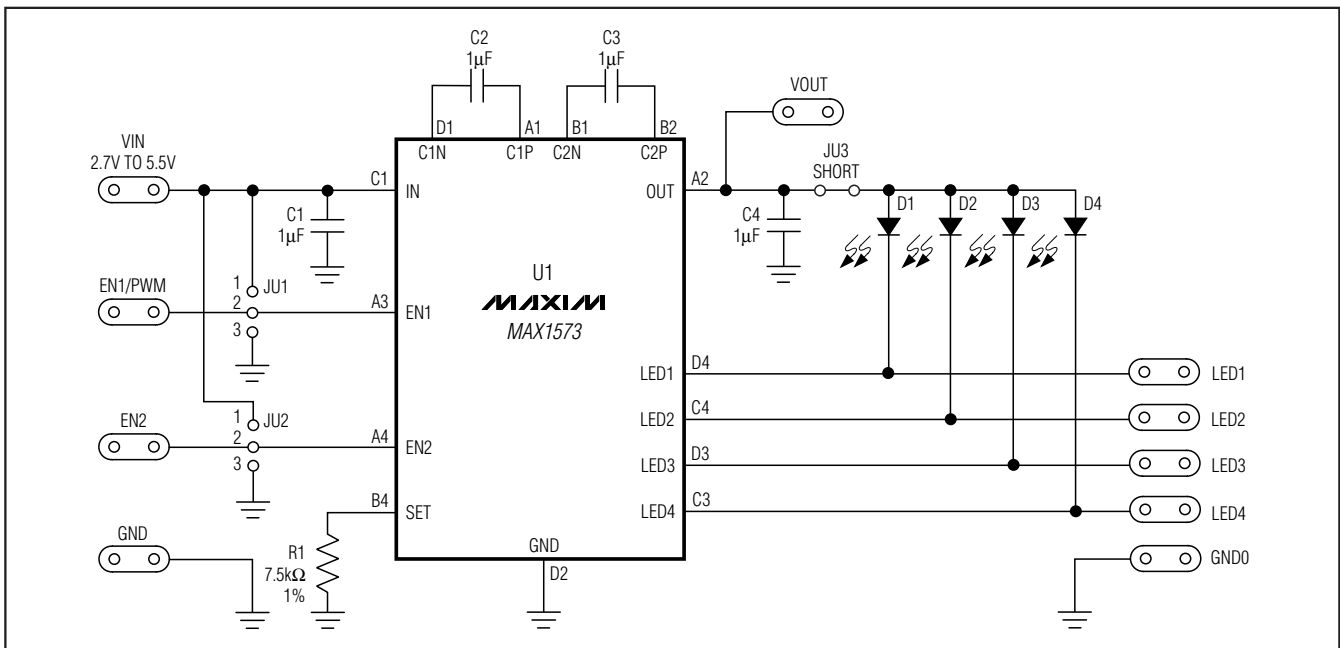 C2
1µF
C3
1µF
VOUT
D1
A1
B1
B2
C1N
C1P
C2N
C2P
VIN
2.7V TO 5.5V
JU3
SHORT
C1
IN
OUT
A2
C1
1µF
C4
1µF
D1
D2
D3
D4
U1
MAXIM
MAX1573
EN1/PWM
1
2
3
JU1
A3
EN1
LED1
D4
LED1
EN2
1
2
3
JU2
A4
EN2
LED2
C4
LED2
LED3
D3
LED3
B4
SET
LED4
C3
LED4
GND
R1
7.5kΩ
1%
GND
D2
GND0